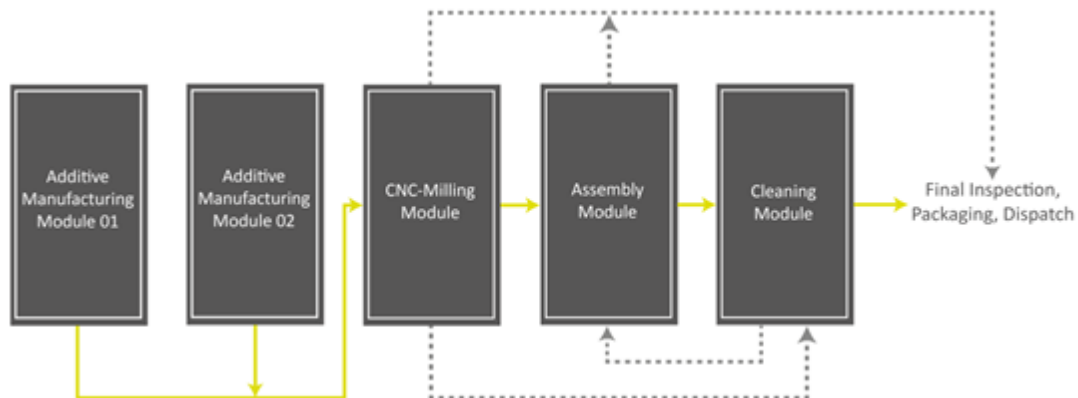 Additive
Manufacturing
Module 01
Additive
Manufacturing
Module 02
CNC-Milling
Module
Assembly
Module
Cleaning
Module
Final Inspection,
Packaging, Dispatch